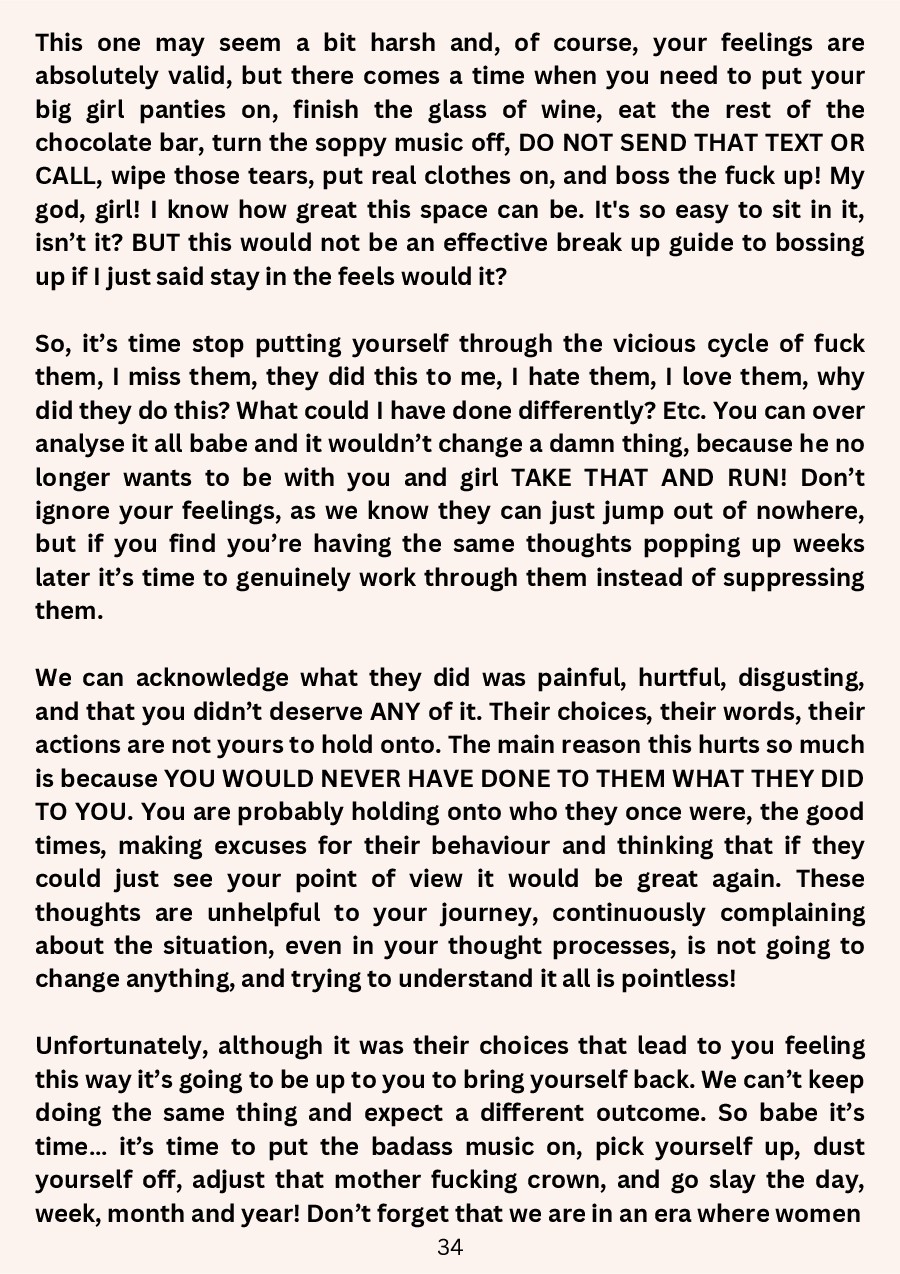 This one may seem a bit harsh and, of course, your feelings are
absolutely valid, but there comes a time when you need to put your
big girl panties on, finish the glass of wine, eat the rest of the
chocolate bar, turn the soppy music off, DO NOT SEND THAT TEXT OR
CALL, wipe those tears, put real clothes on, and boss the fuck up! My
god, girl! I know how great this space can be. It's so easy to sit in it,
isn’t it? BUT this would not be an effective break up guide to bossing
up if I just said stay in the feels would it?

So, it’s time stop putting yourself through the vicious cycle of fuck
them, I miss them, they did this to me, I hate them, I love them, why
did they do this? What could I have done differently? Etc. You can over
analyse it all babe and it wouldn’t change a damn thing, because he no
longer wants to be with you and girl TAKE THAT AND RUN! Don’t
ignore your feelings, as we know they can just jump out of nowhere,
but if you find you’re having the same thoughts popping up weeks
later it’s time to genuinely work through them instead of suppressing
them.

We can acknowledge what they did was painful, hurtful, disgusting,
and that you didn’t deserve ANY of it. Their choices, their words, their
actions are not yours to hold onto. The main reason this hurts so much
is because YOU WOULD NEVER HAVE DONE TO THEM WHAT THEY DID
TO YOU. You are probably holding onto who they once were, the good
times, making excuses for their behaviour and thinking that if they
could just see your point of view it would be great again. These
thoughts are unhelpful to your journey, continuously complaining
about the situation, even in your thought processes, is not going to
change anything, and trying to understand it all is pointless!

Unfortunately, although it was their choices that lead to you feeling
this way it’s going to be up to you to bring yourself back. We can’t keep
doing the same thing and expect a different outcome. So babe it’s
time... it’s time to put the badass music on, pick yourself up, dust
yourself off, adjust that mother fucking crown, and go slay the day,
week, month and year! Don’t forget that we are in an era where women
34